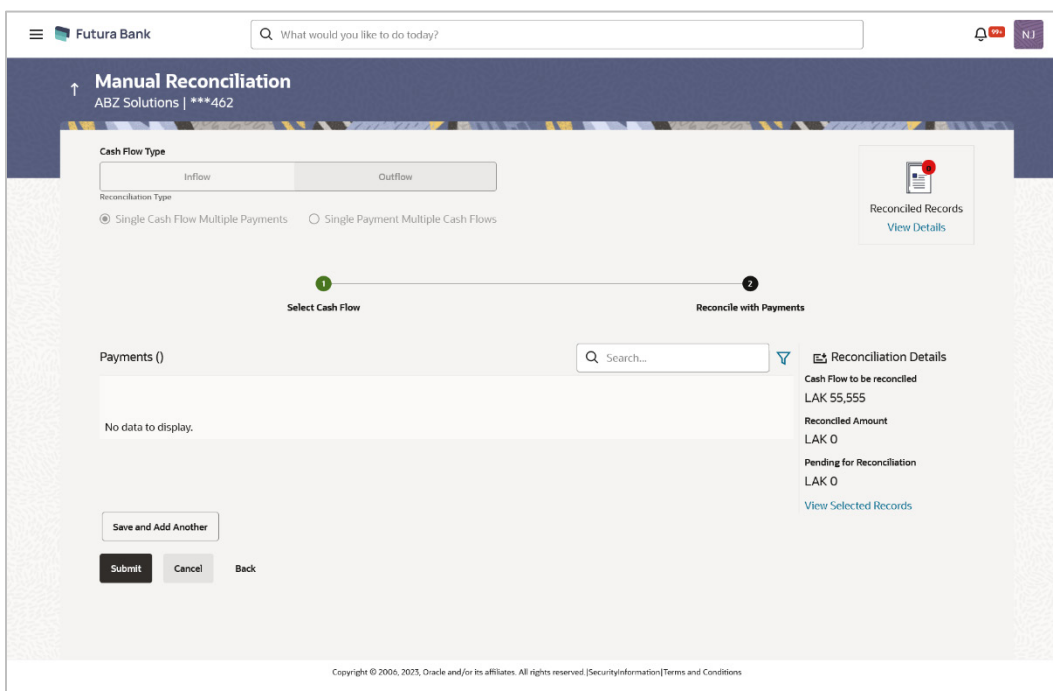 Futura Bank
What would you like to do today?
99+
NJ
Manual Reconciliation
ABZ Solutions | ***462
Cash Flow Type
Inflow
Outflow
Reconciliation Type
Single Cash Flow Multiple Payments
Single Payment Multiple Cash Flows
0
Reconciled Records
View Details
1
Select Cash Flow
2
Reconcile with Payments
Payments ()
Search...
No data to display.
Reconciliation Details
Cash Flow to be reconciled
LAK 55,555
Reconciled Amount
LAK 0
Pending for Reconciliation
LAK 0
View Selected Records
Save and Add Another
Submit
Cancel
Back
Copyright © 2006, 2023, Oracle and/or its affiliates. All rights reserved.|SecurityInformation|Terms and Conditions